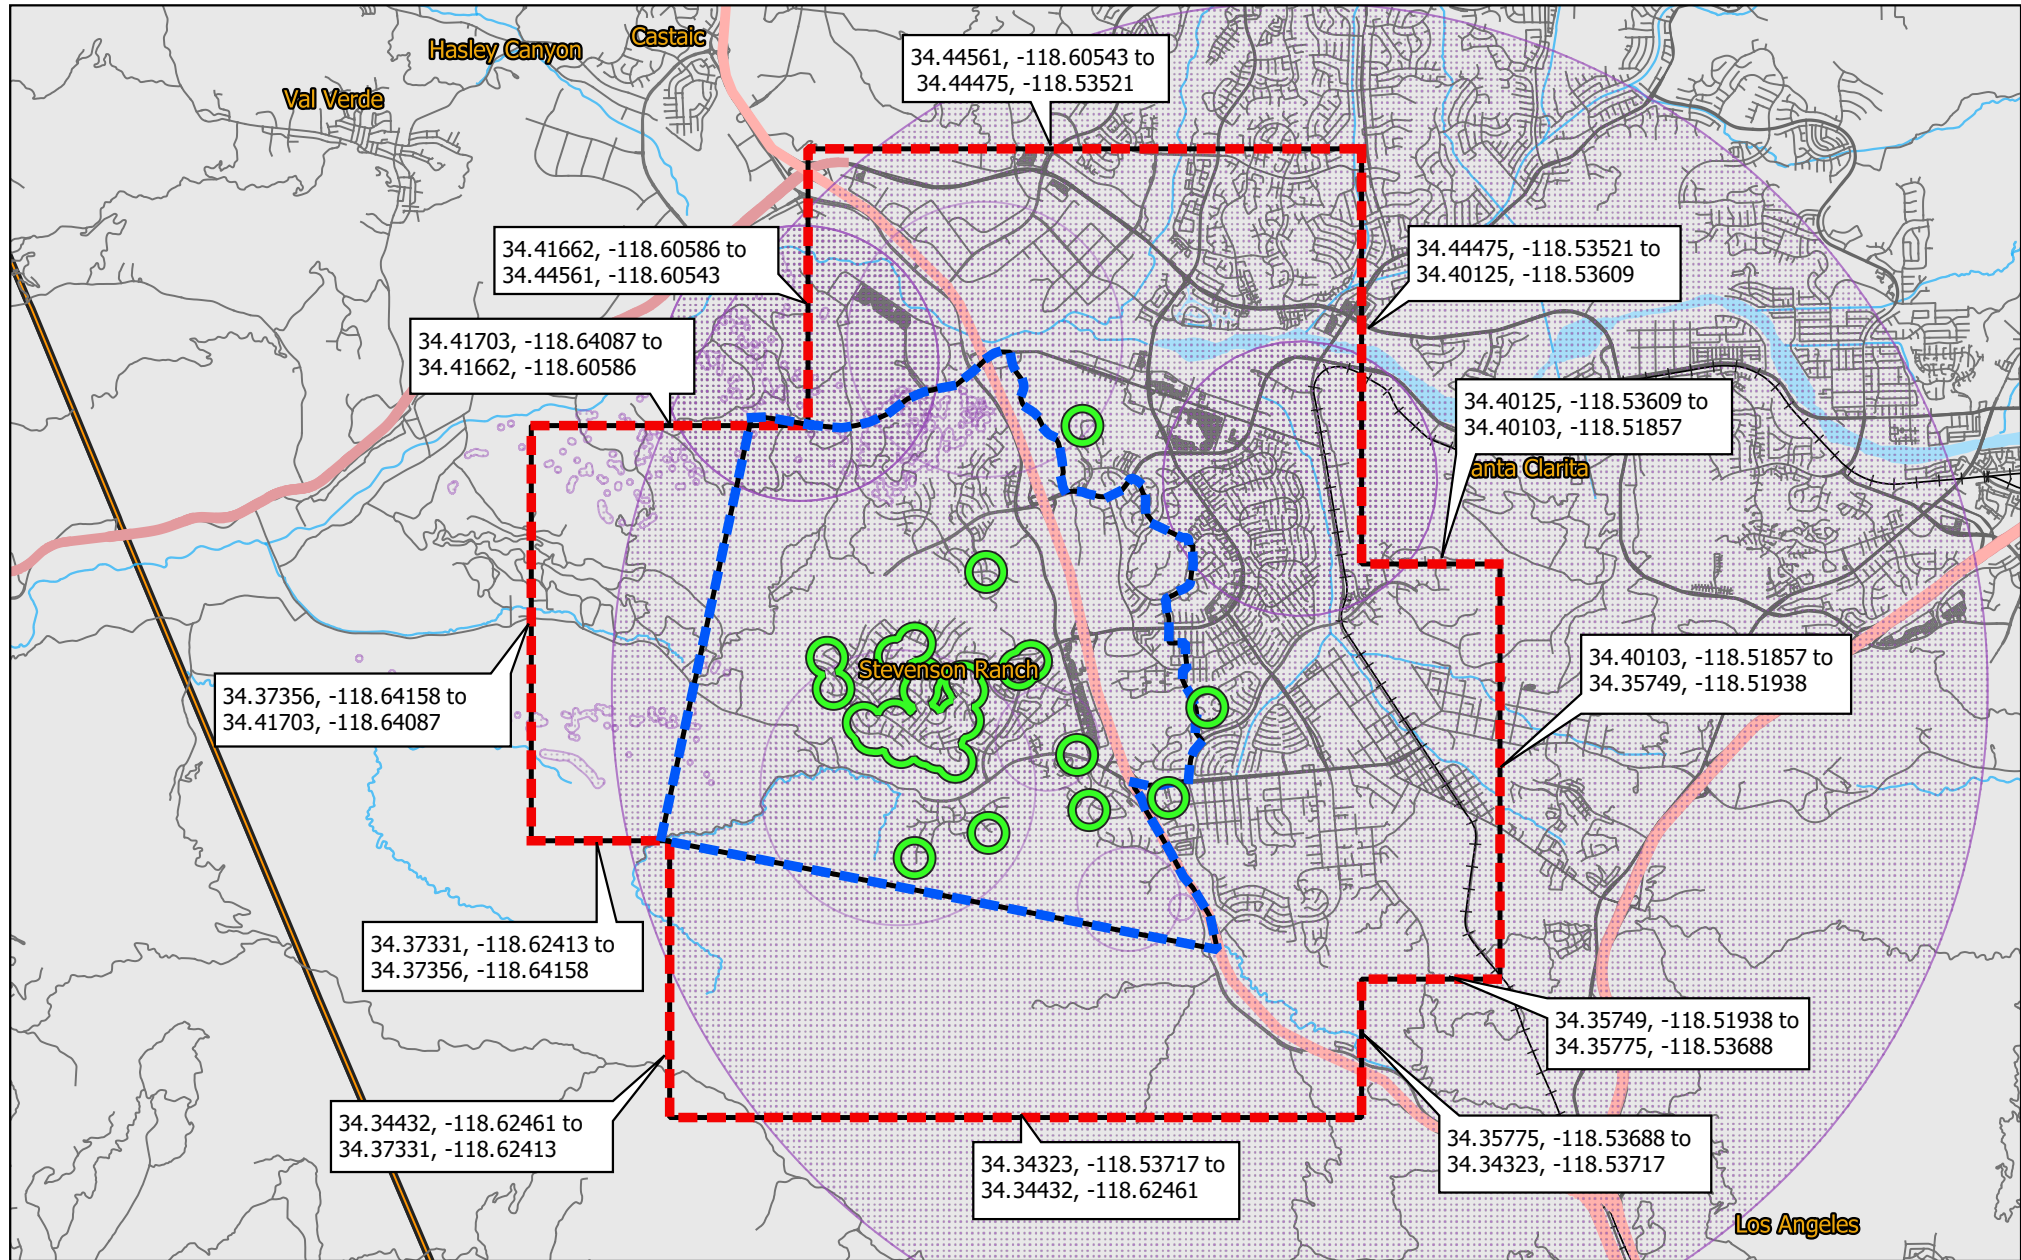 Castaic
Hasley Canyon
Val Verde
34.44561, -118.60543 to
34.44475, -118.53521
34.41662, -118.60586 to
34.44561, -118.60543
34.44475, -118.53521 to
34.40125, -118.53609
34.41703, -118.64087 to
34.41662, -118.60586
34.40125, -118.53609 to
34.40103, -118.51857
anta Clarita
Stevenson Ranch
34.40103, -118.51857 to
34.35749, -118.51938
34.37356, -118.64158 to
34.41703, -118.64087
34.37331, -118.62413 to
34.37356, -118.64158
34.35749, -118.51938 to
34.35775, -118.53688
34.34432, -118.62461 to
34.37331, -118.62413
34.35775, -118.53688 to
34.34323, -118.53717
34.34323, -118.53717 to
34.34432, -118.62461
Los Angeles